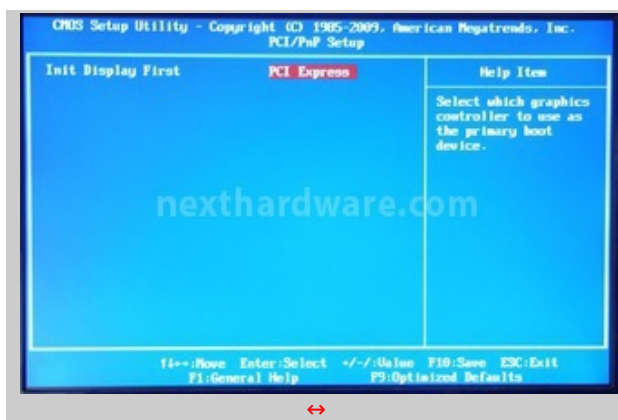 CMOS Setup Utility - Copyright (C) 1985-2009, American Megatrends, Inc.
PCI/PnP Setup
Init Display First PCI Express
Help Item
Select which graphics
controller to use as
the primary boot
device.
nexthardware.com
↑↓←→:Move Enter:Select +/-/:Value F10:Save ESC:Exit
F1:General Help F9:Optimized Defaults